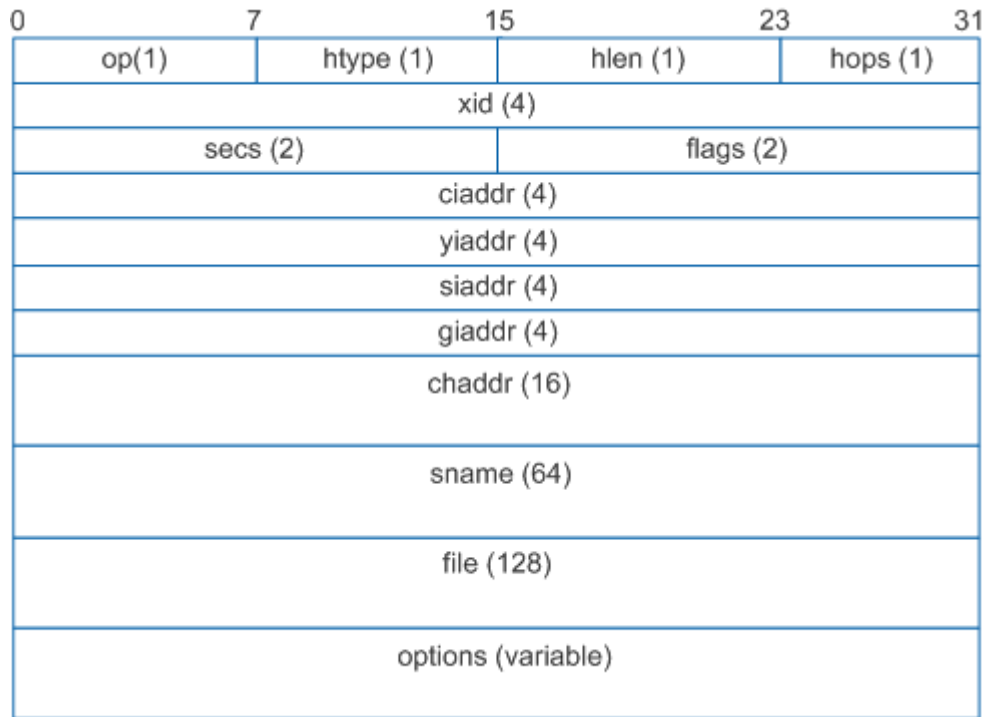 0 7 15 23 31
op(1) htype (1) hlen (1) hops (1)
xid (4)
secs (2) flags (2)
ciaddr (4)
yiaddr (4)
siaddr (4)
giaddr (4)
chaddr (16)
sname (64)
file (128)
options (variable)